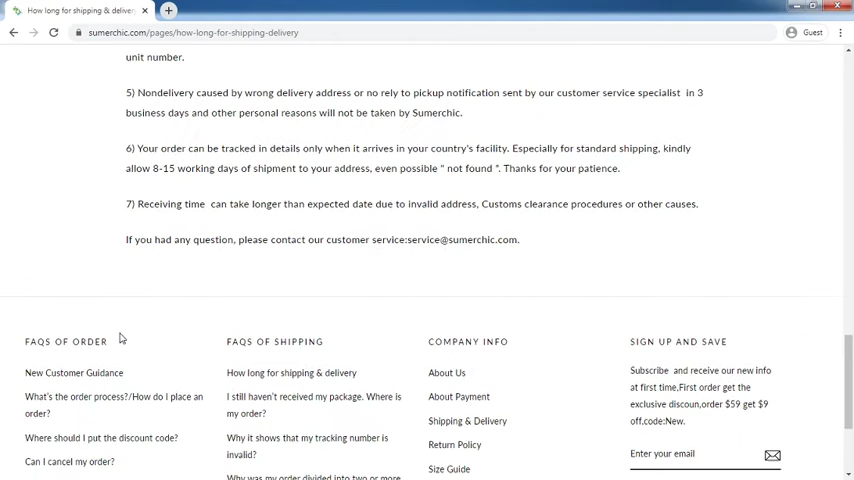 How long for shipping & deliver
Guest
sumerchic.com/pages/how-long-for-shipping-delivery
unit number.
5) Nondelivery caused by wrong delivery address or no rely to pickup notification sent by our customer service specialist in 3
business days and other personal reasons will not be taken by Sumerchic.
6) Your order can be tracked in details only when it arrives in your country's facility. Especially for standard shipping, kindly
allow 8-15 working days of shipment to your address, even possible “ not found “. Thanks for your patience.
7) Receiving time can take longer than expected date due to invalid address, Customs clearance procedures or other causes.
If you had any question, please contact our customer service:service@sumerchic.com.
FAQS OF ORDER
New Customer Guidance
What's the order process?/How do I place an
order?
Where should I put the discount code?
Can I cancel my order?
FAQS OF SHIPPING
How long for shipping & delivery
I still haven't received my package. Where is
my order?
Why it shows that my tracking number is
invalid?
Why was my order divided into two or more
COMPANY INFO
About Us
About Payment
Shipping & Delivery
Return Policy
Size Guide
SIGN UP AND SAVE
Subscribe and receive our new info
at first time,First order get the
exclusive discoun,order $59 get $9
off,code:New.
Enter your email